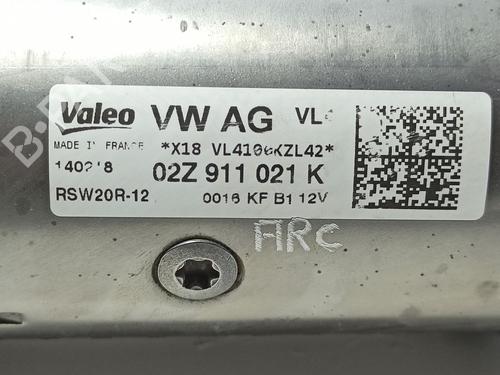 Valeo VW AG VL4
MADE IN FRANCE *X18 VL4106KZL42*
140218 02Z 911 021 K
RSW20R-12 0016 KF B1 12V
ARC